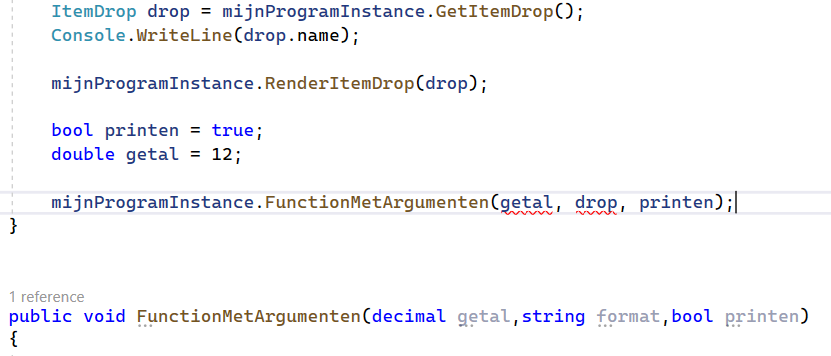 ItemDrop drop = mijnProgramInstance.GetItemDrop();
Console.WriteLine(drop.name);
mijnProgramInstance.RenderItemDrop(drop);
bool printen = true;
double getal = 12;
mijnProgramInstance.FunctionMetArgumenten(getal, drop, printen);
}
1 reference
public void FunctionMetArgumenten(decimal getal,string format,bool printen)
{